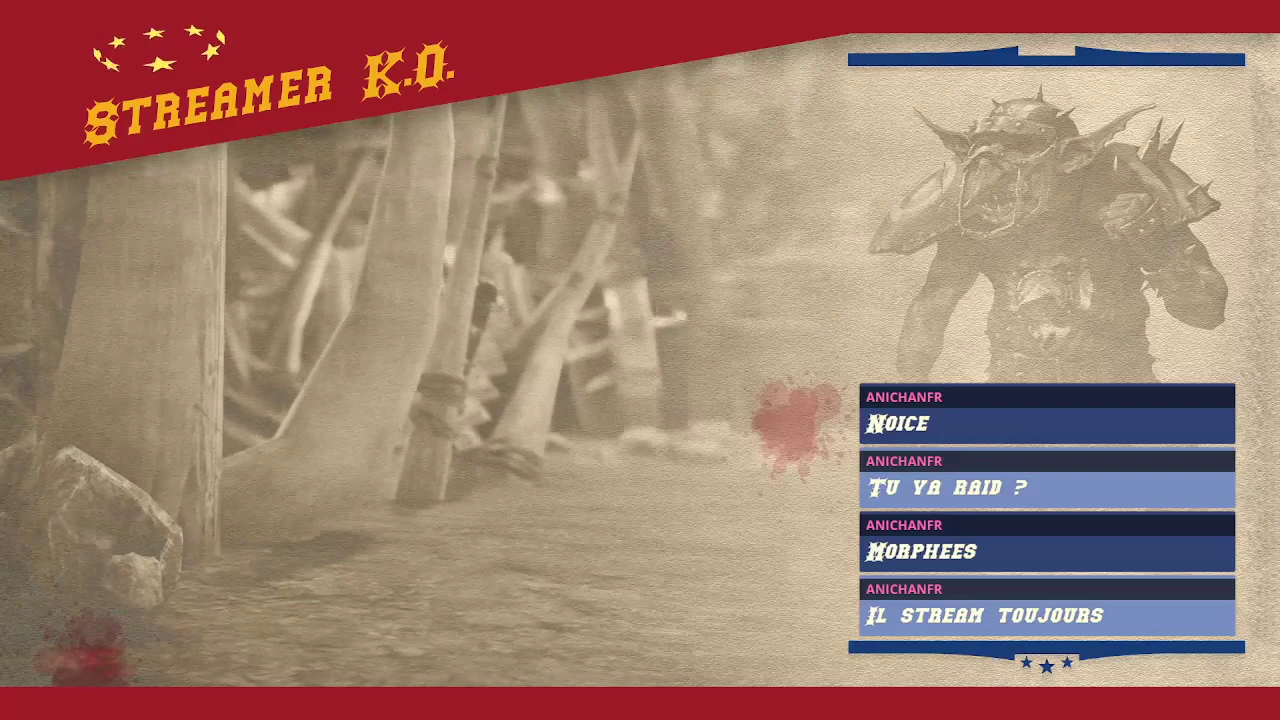 STREAMER K.O.
ANICHANFR
NOICE
ANICHANFR
TU YA RAID ?
ANICHANFR
MORPHEES
ANICHANFR
IL STREAM TOUJOURS